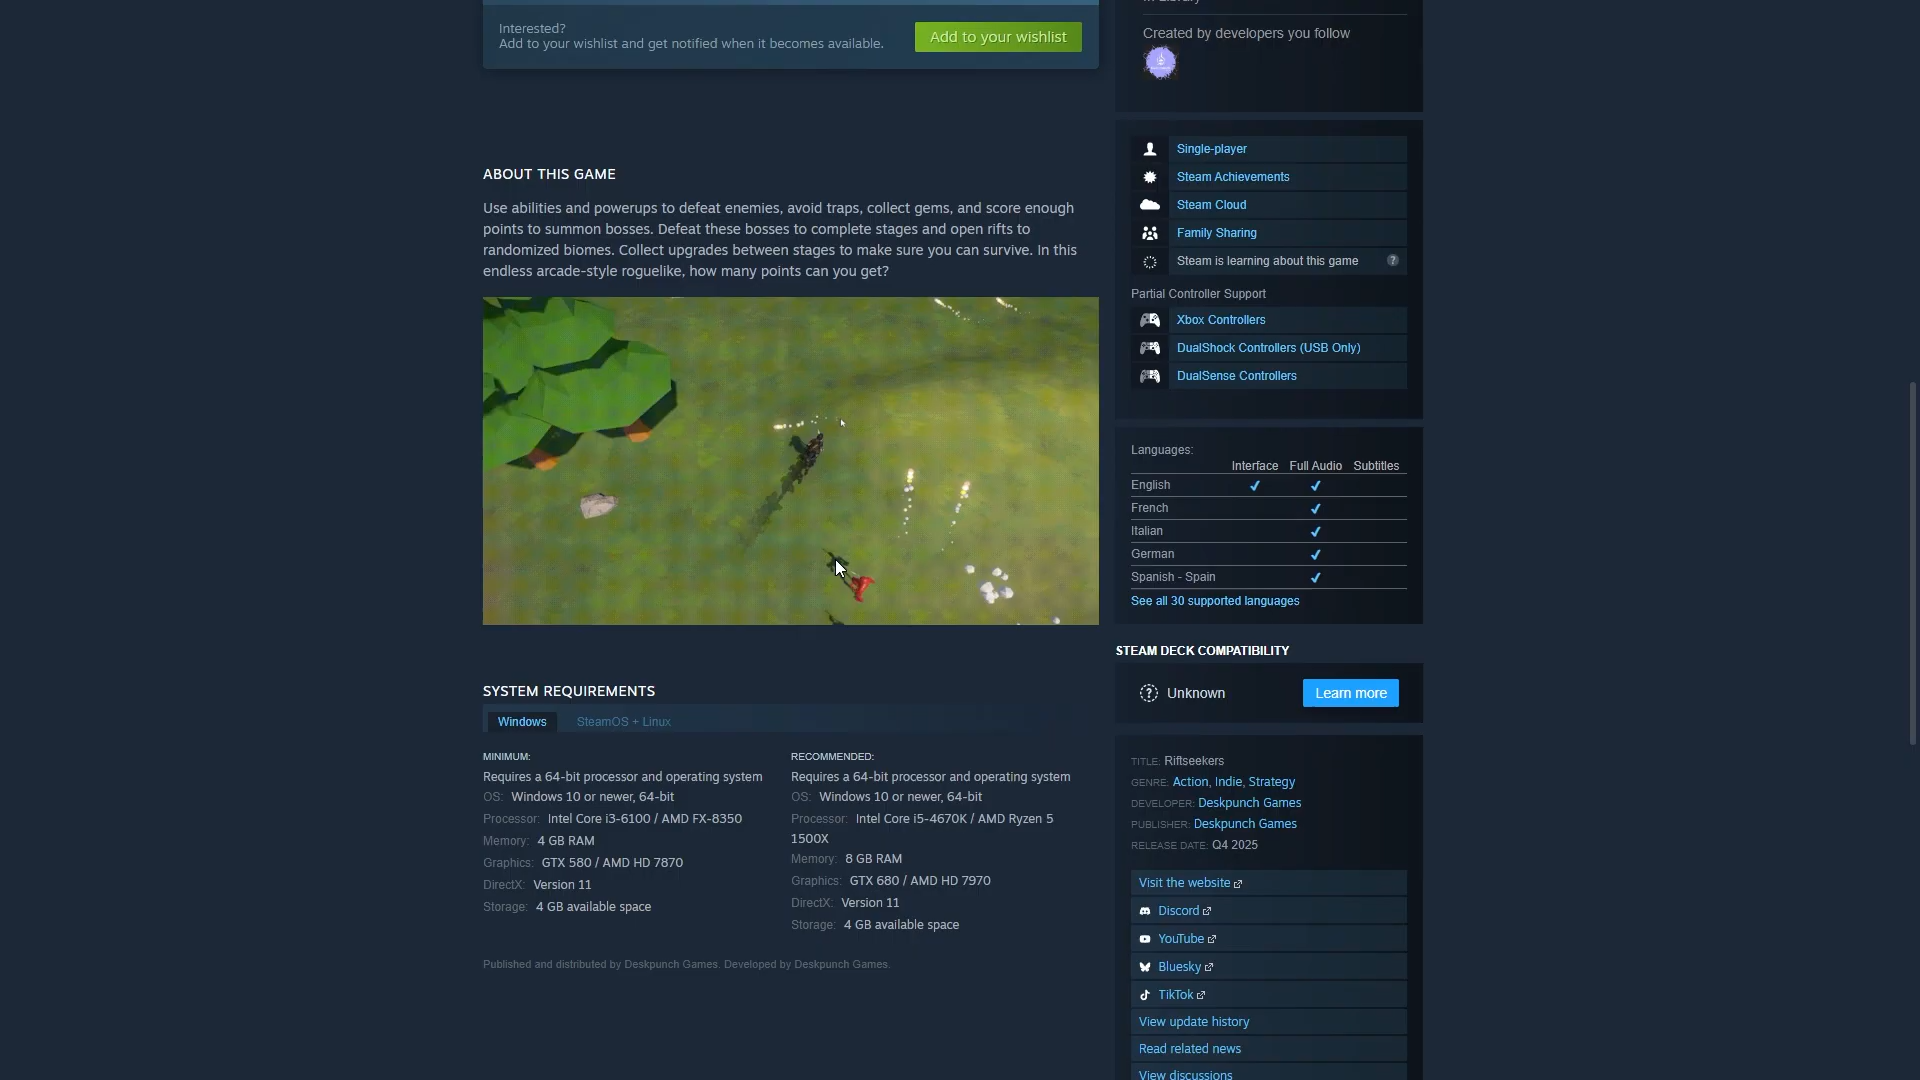 Interested?
Add to your wishlist and get notified when it becomes available.
Add to your wishlist
Created by developers you follow
ABOUT THIS GAME
Use abilities and powerups to defeat enemies, avoid traps, collect gems, and score enough
points to summon bosses. Defeat these bosses to complete stages and open rifts to
randomized biomes. Collect upgrades between stages to make sure you can survive. In this
endless arcade-style roguelike, how many points can you get?
SYSTEM REQUIREMENTS
Windows
SteamOS + Linux
MINIMUM:
Requires a 64-bit processor and operating system
OS: Windows 10 or newer, 64-bit
Processor: Intel Core i3-6100 / AMD FX-8350
Memory: 4 GB RAM
Graphics: GTX 580 / AMD HD 7870
DirectX: Version 11
Storage: 4 GB available space
RECOMMENDED:
Requires a 64-bit processor and operating system
OS: Windows 10 or newer, 64-bit
Processor: Intel Core i5-4670K / AMD Ryzen 5
1500X
Memory: 8 GB RAM
Graphics: GTX 680 / AMD HD 7970
DirectX: Version 11
Storage: 4 GB available space
Published and distributed by Deskpunch Games. Developed by Deskpunch Games.
Single-player
Steam Achievements
Steam Cloud
Family Sharing
Steam is learning about this game ?
Partial Controller Support
Xbox Controllers
DualShock Controllers (USB Only)
DualSense Controllers
Languages:
Interface Full Audio Subtitles
English ✔ ✔
French ✔
Italian ✔
German ✔
Spanish - Spain ✔
See all 30 supported languages
STEAM DECK COMPATIBILITY
Unknown
Learn more
TITLE: Riftseekers
GENRE: Action, Indie, Strategy
DEVELOPER: Deskpunch Games
PUBLISHER: Deskpunch Games
RELEASE DATE: Q4 2025
Visit the website
Discord
YouTube
Bluesky
TikTok
View update history
Read related news
View discussions